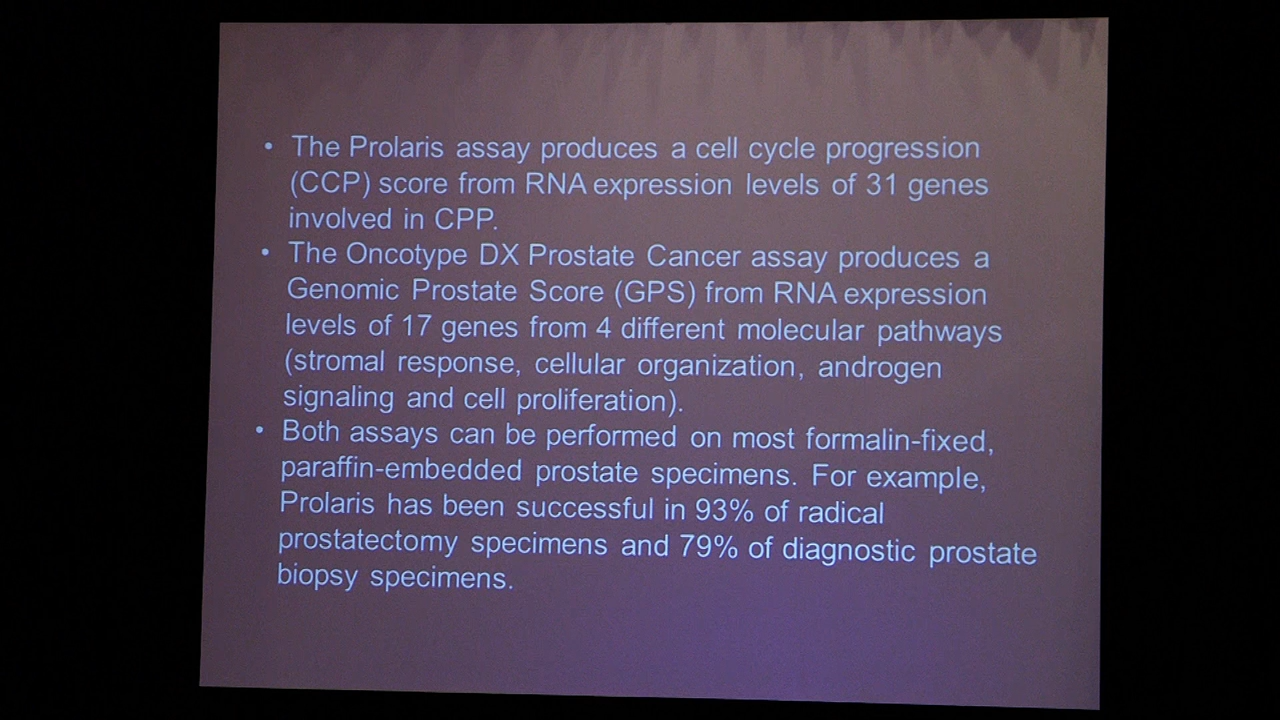 • The Prolaris assay produces a cell cycle progression
(CCP) score from RNA expression levels of 31 genes
involved in CPP.
• The Oncotype DX Prostate Cancer assay produces a
Genomic Prostate Score (GPS) from RNA expression
levels of 17 genes from 4 different molecular pathways
(stromal response, cellular organization, androgen
signaling and cell proliferation).
• Both assays can be performed on most formalin-fixed,
paraffin-embedded prostate specimens. For example,
Prolaris has been successful in 93% of radical
prostatectomy specimens and 79% of diagnostic prostate
biopsy specimens.